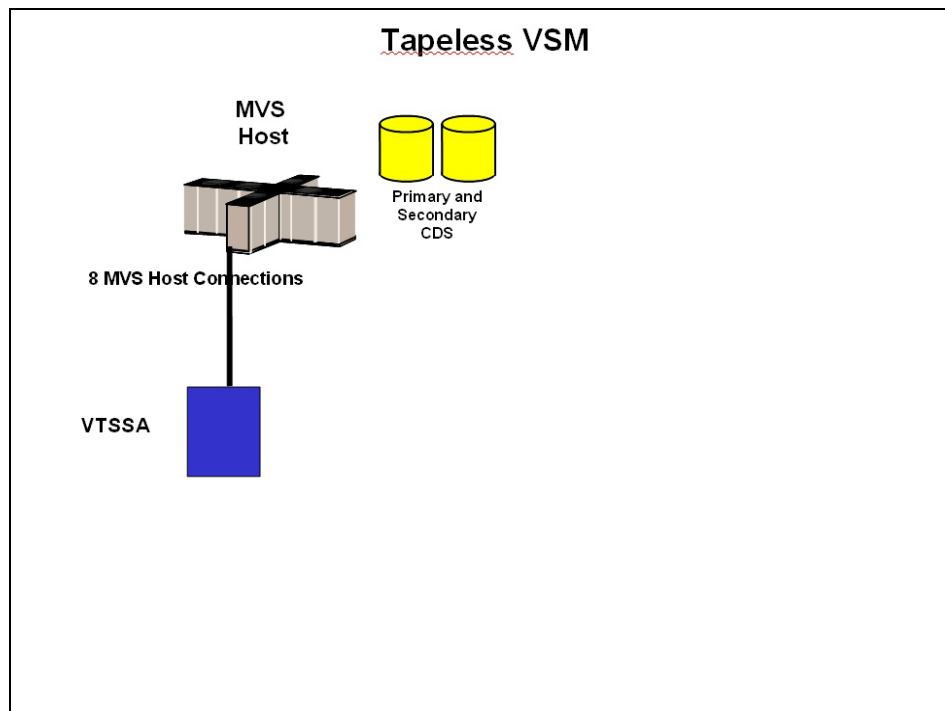 Tapeless VSM
MVS
Host
Primary and
Secondary
CDS
8 MVS Host Connections
VTSSA